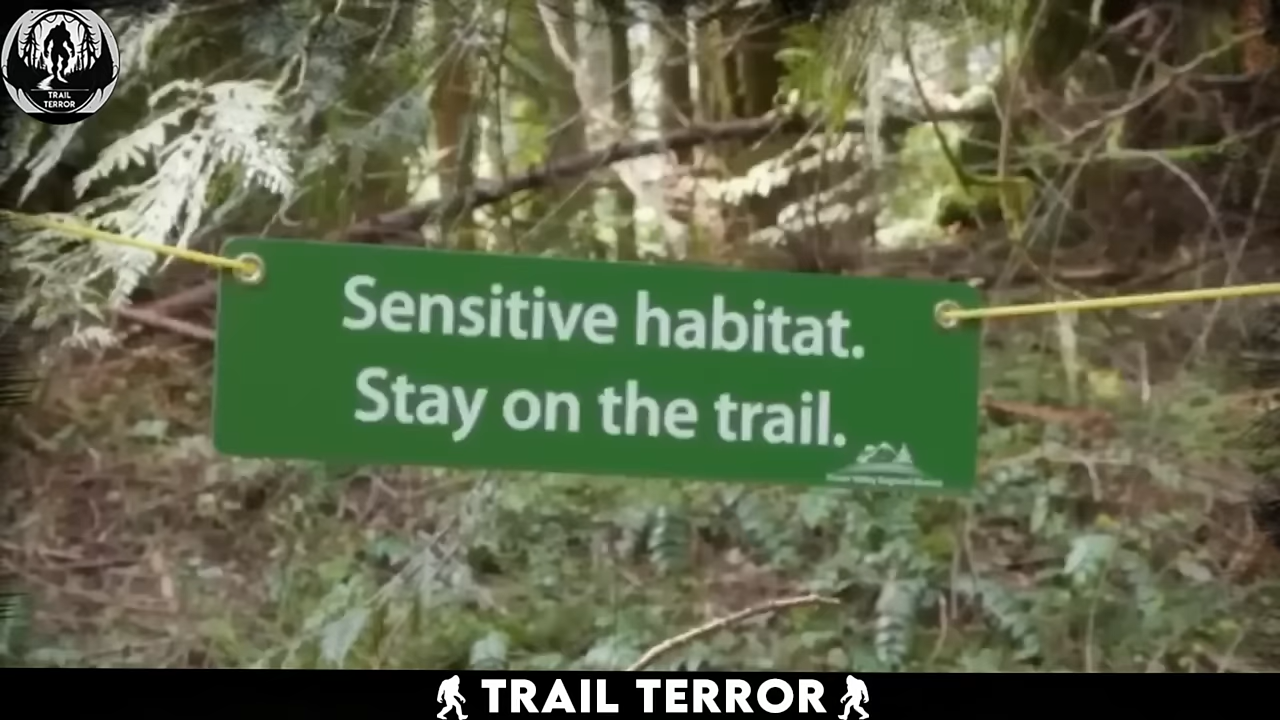 TRAIL
TERROR
Sensitive habitat.
Stay on the trail.
TRAIL TERROR